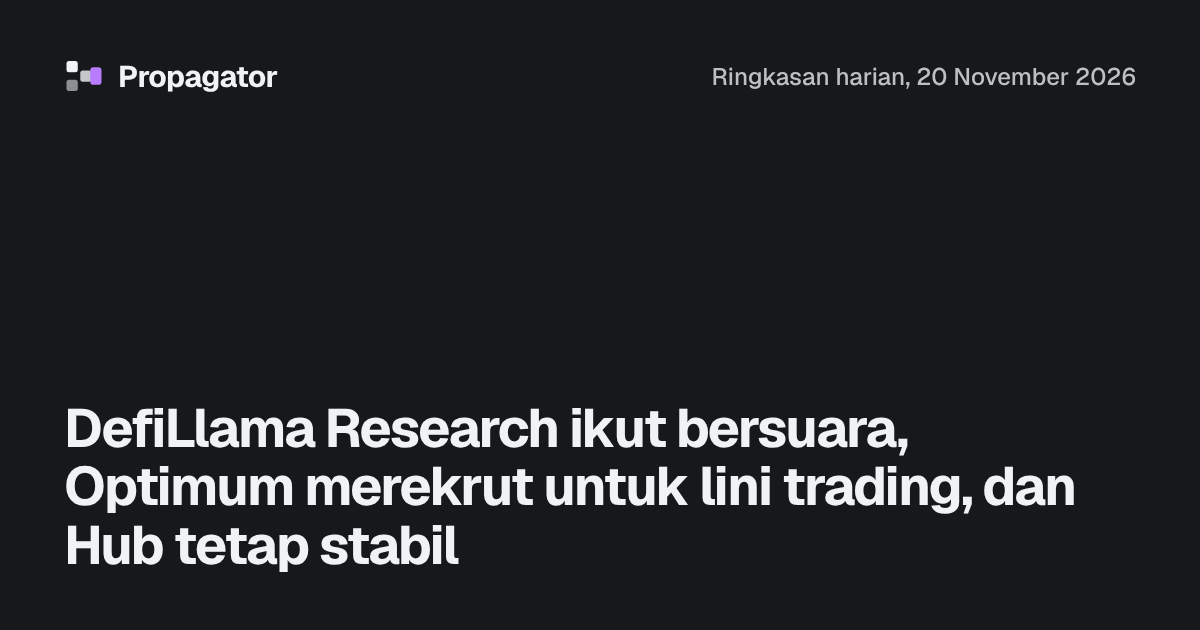 Propagator
Ringkasan harian, 20 November 2026
DefiLlama Research ikut bersuara,
Optimum merekrut untuk lini trading, dan
Hub tetap stabil